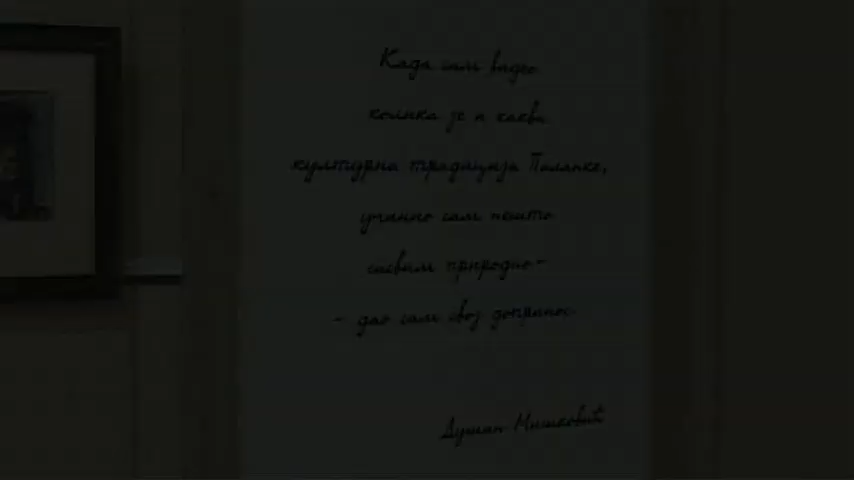 Када сам видео
колика је и каква
културна традиција Паланке,
учинио сам нешто
сасвим природно-
- дао сам свој допринос
Душан Мишковић